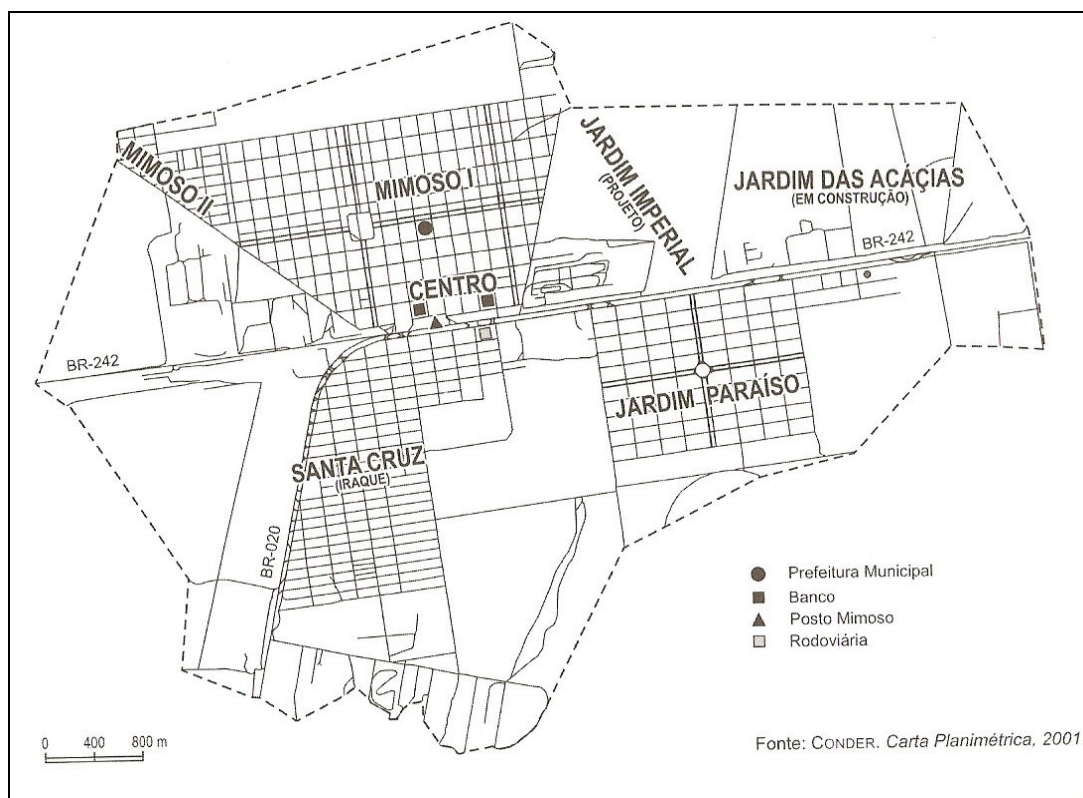 MIMOSO II
MIMOSO I
JARDIM IMPERIAL
(PROJETO)
JARDIM DAS ACÁÇIAS
(EM CONSTRUÇÃO)
BR-242
CENTRO
BR-242
JARDIM PARAÍSO
SANTA CRUZ
(IRAQUE)
BR-020
Prefeitura Municipal
Banco
Posto Mimoso
Rodoviária
0 400 800 m
Fonte: CONDER. Carta Planimétrica, 2001